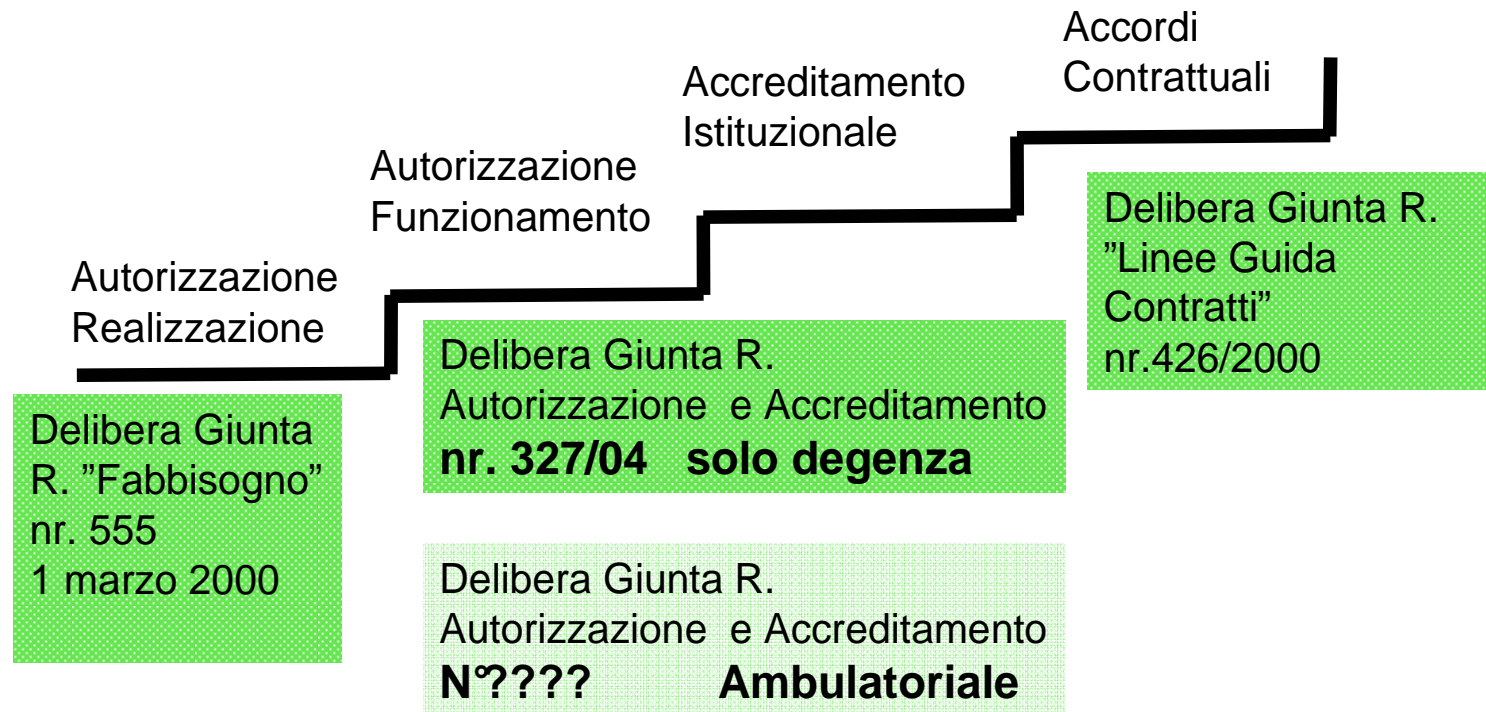 Accordi
Contrattuali
Accreditamento
Istituzionale
Autorizzazione
Funzionamento
Autorizzazione
Realizzazione
Delibera Giunta R.
”Linee Guida
Contratti”
nr.426/2000
Delibera Giunta R.
Autorizzazione e Accreditamento
nr. 327/04 solo degenza
Delibera Giunta
R. ”Fabbisogno”
nr. 555
1 marzo 2000
Delibera Giunta R.
Autorizzazione e Accreditamento
N°???? Ambulatoriale